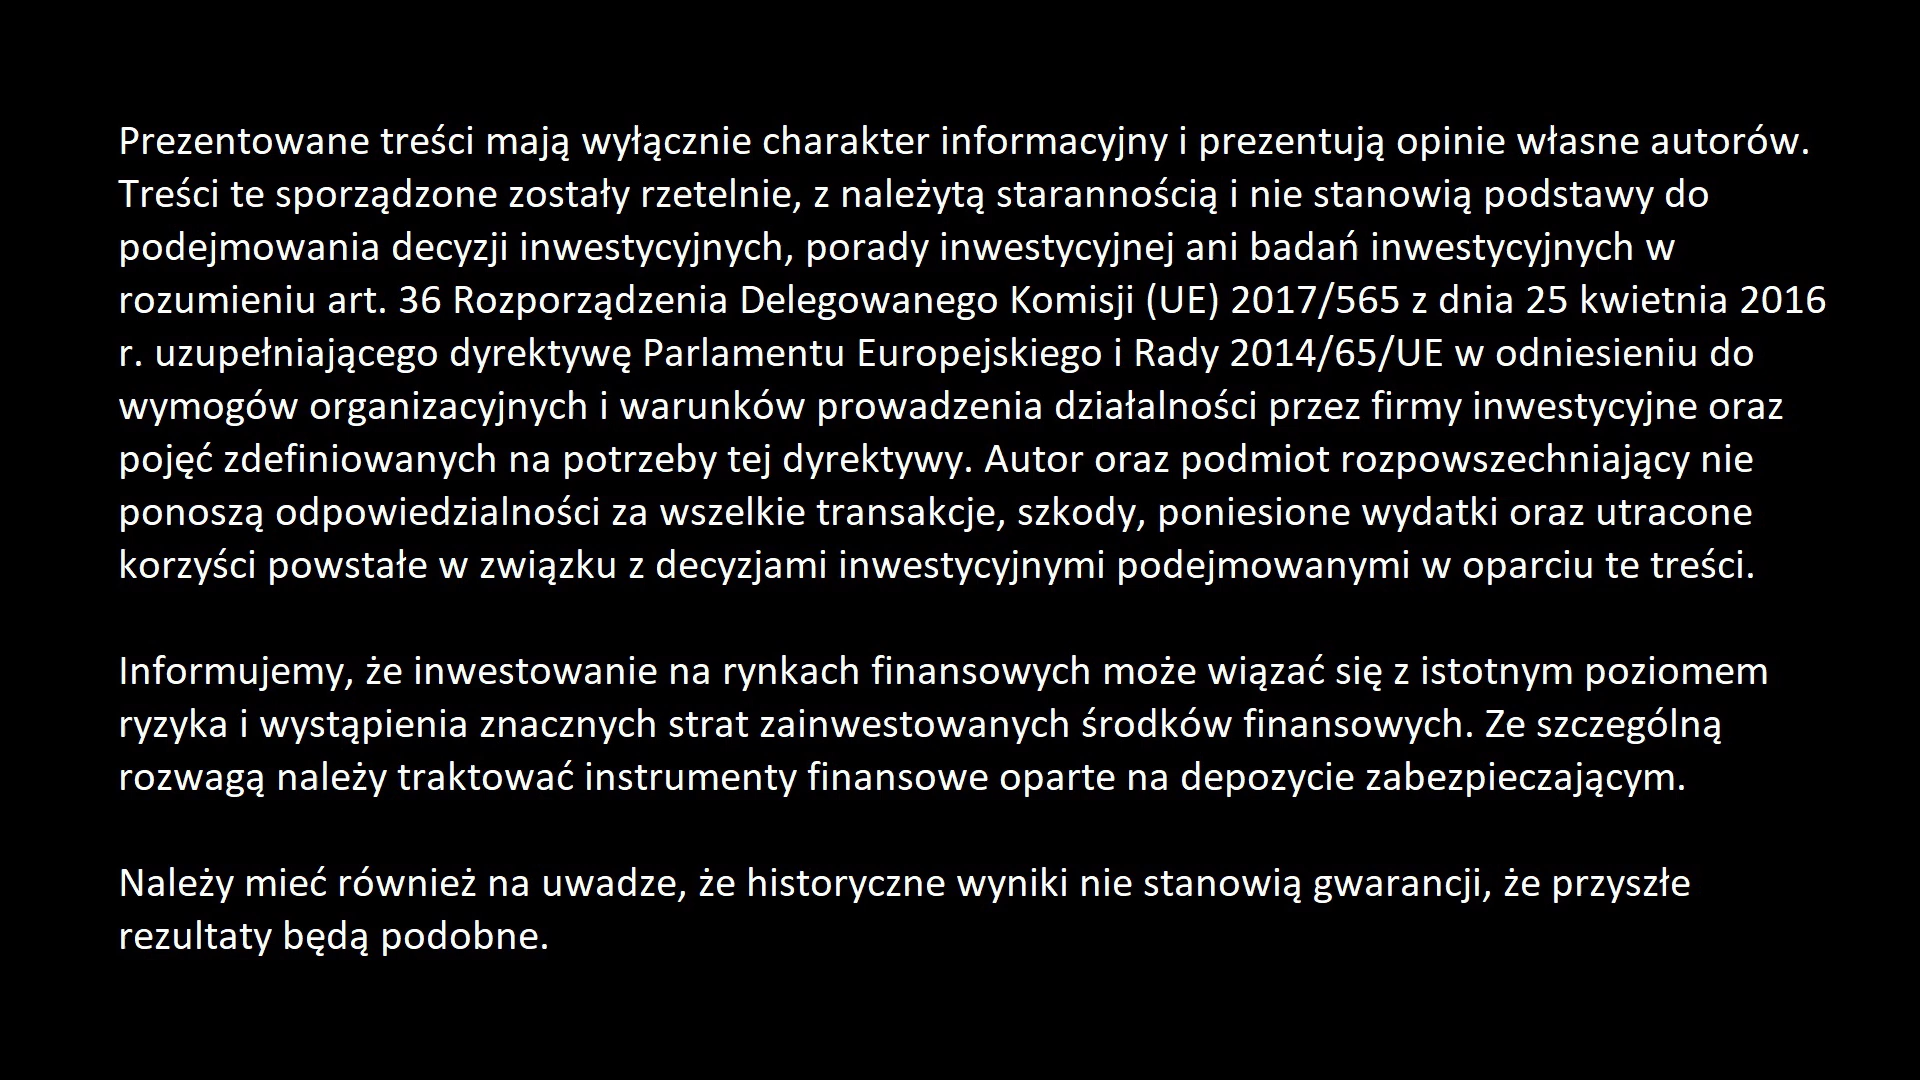 Prezentowane treści mają wyłącznie charakter informacyjny i prezentują opinie własne autorów.
Treści te sporządzone zostały rzetelnie, z należytą starannością i nie stanowią podstawy do
podejmowania decyzji inwestycyjnych, porady inwestycyjnej ani badań inwestycyjnych w
rozumieniu art. 36 Rozporządzenia Delegowanego Komisji (UE) 2017/565 z dnia 25 kwietnia 2016
r. uzupełniającego dyrektywę Parlamentu Europejskiego i Rady 2014/65/UE w odniesieniu do
wymogów organizacyjnych i warunków prowadzenia działalności przez firmy inwestycyjne oraz
pojęć zdefiniowanych na potrzeby tej dyrektywy. Autor oraz podmiot rozpowszechniający nie
ponoszą odpowiedzialności za wszelkie transakcje, szkody, poniesione wydatki oraz utracone
korzyści powstałe w związku z decyzjami inwestycyjnymi podejmowanymi w oparciu te treści.
Informujemy, że inwestowanie na rynkach finansowych może wiązać się z istotnym poziomem
ryzyka i wystąpienia znacznych strat zainwestowanych środków finansowych. Ze szczególną
rozwagą należy traktować instrumenty finansowe oparte na depozycie zabezpieczającym.
Należy mieć również na uwadze, że historyczne wyniki nie stanowią gwarancji, że przyszłe
rezultaty będą podobne.